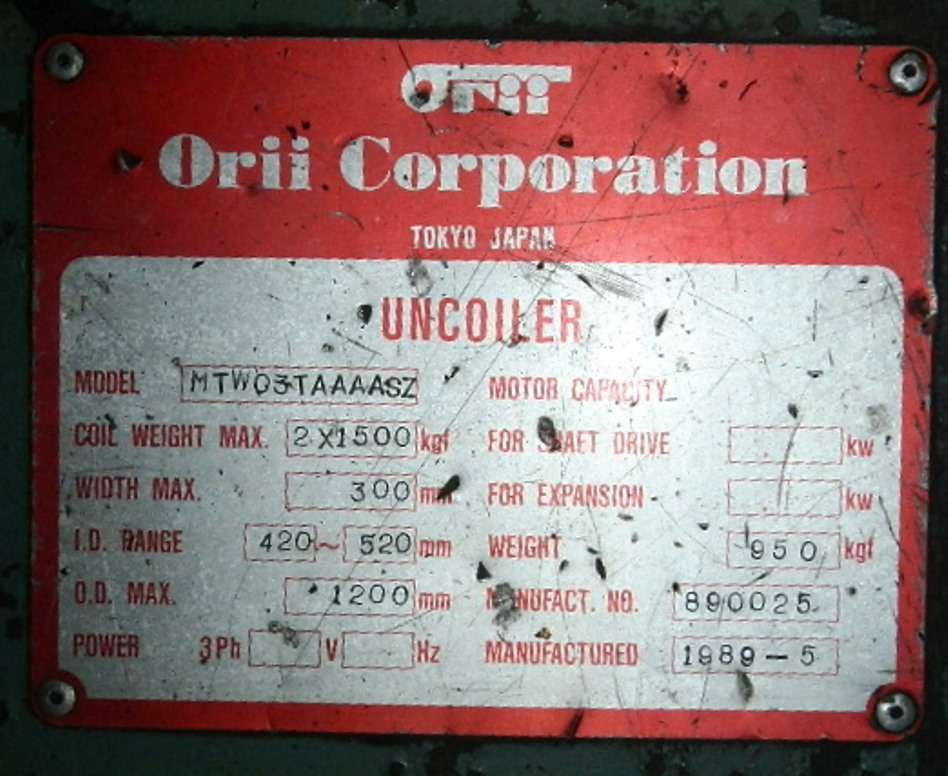 Orii
Orii Corporation
TOKYO JAPAN
UNCOILER
MODEL MTW03TAAAASZ
MOTOR CAPACITY
COIL WEIGHT MAX. 2X1500 kgf
FOR SHAFT DRIVE kw
WIDTH MAX. 300 mm
FOR EXPANSION kw
I.D. RANGE 420 ~ 520 mm
WEIGHT 950 kgf
O.D. MAX. 1200 mm
MANUFACT. NO. 890025
POWER 3Ph V Hz
MANUFACTURED 1989-5